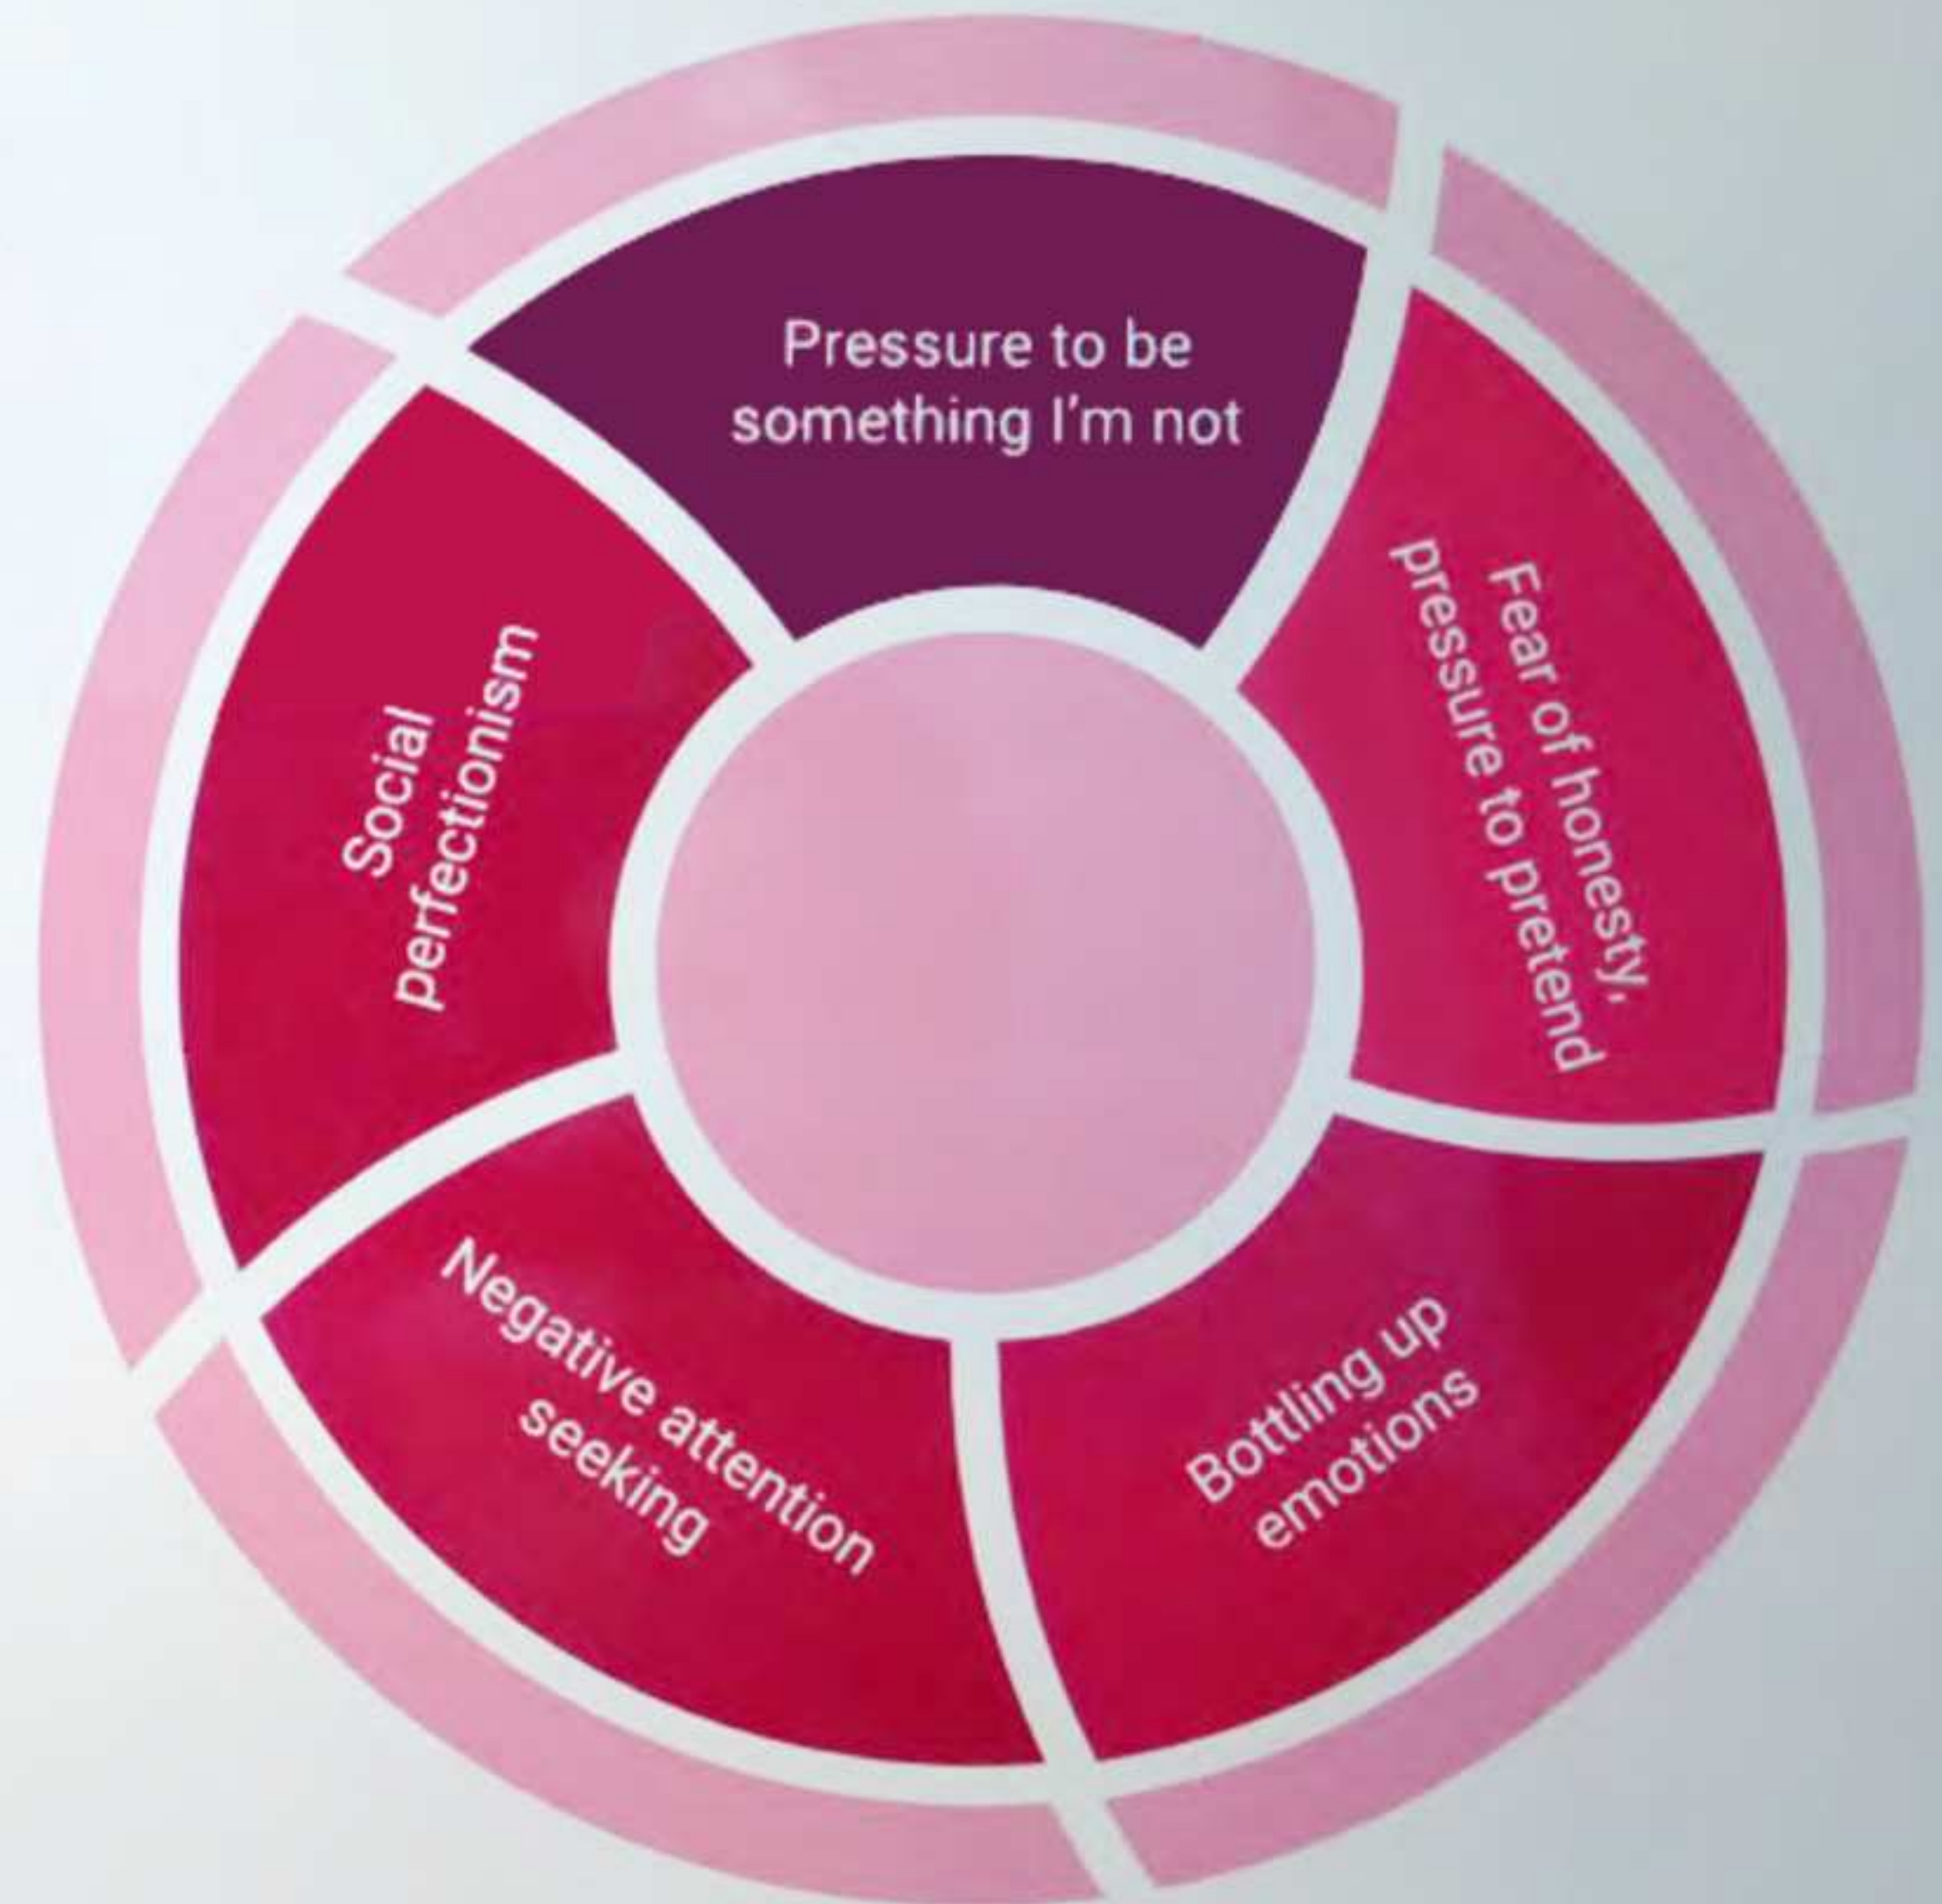 Pressure to be
something I'm not
Fear of honesty,
pressure to pretend
Bottling up
emotions
Negative attention
seeking
Social
perfectionism